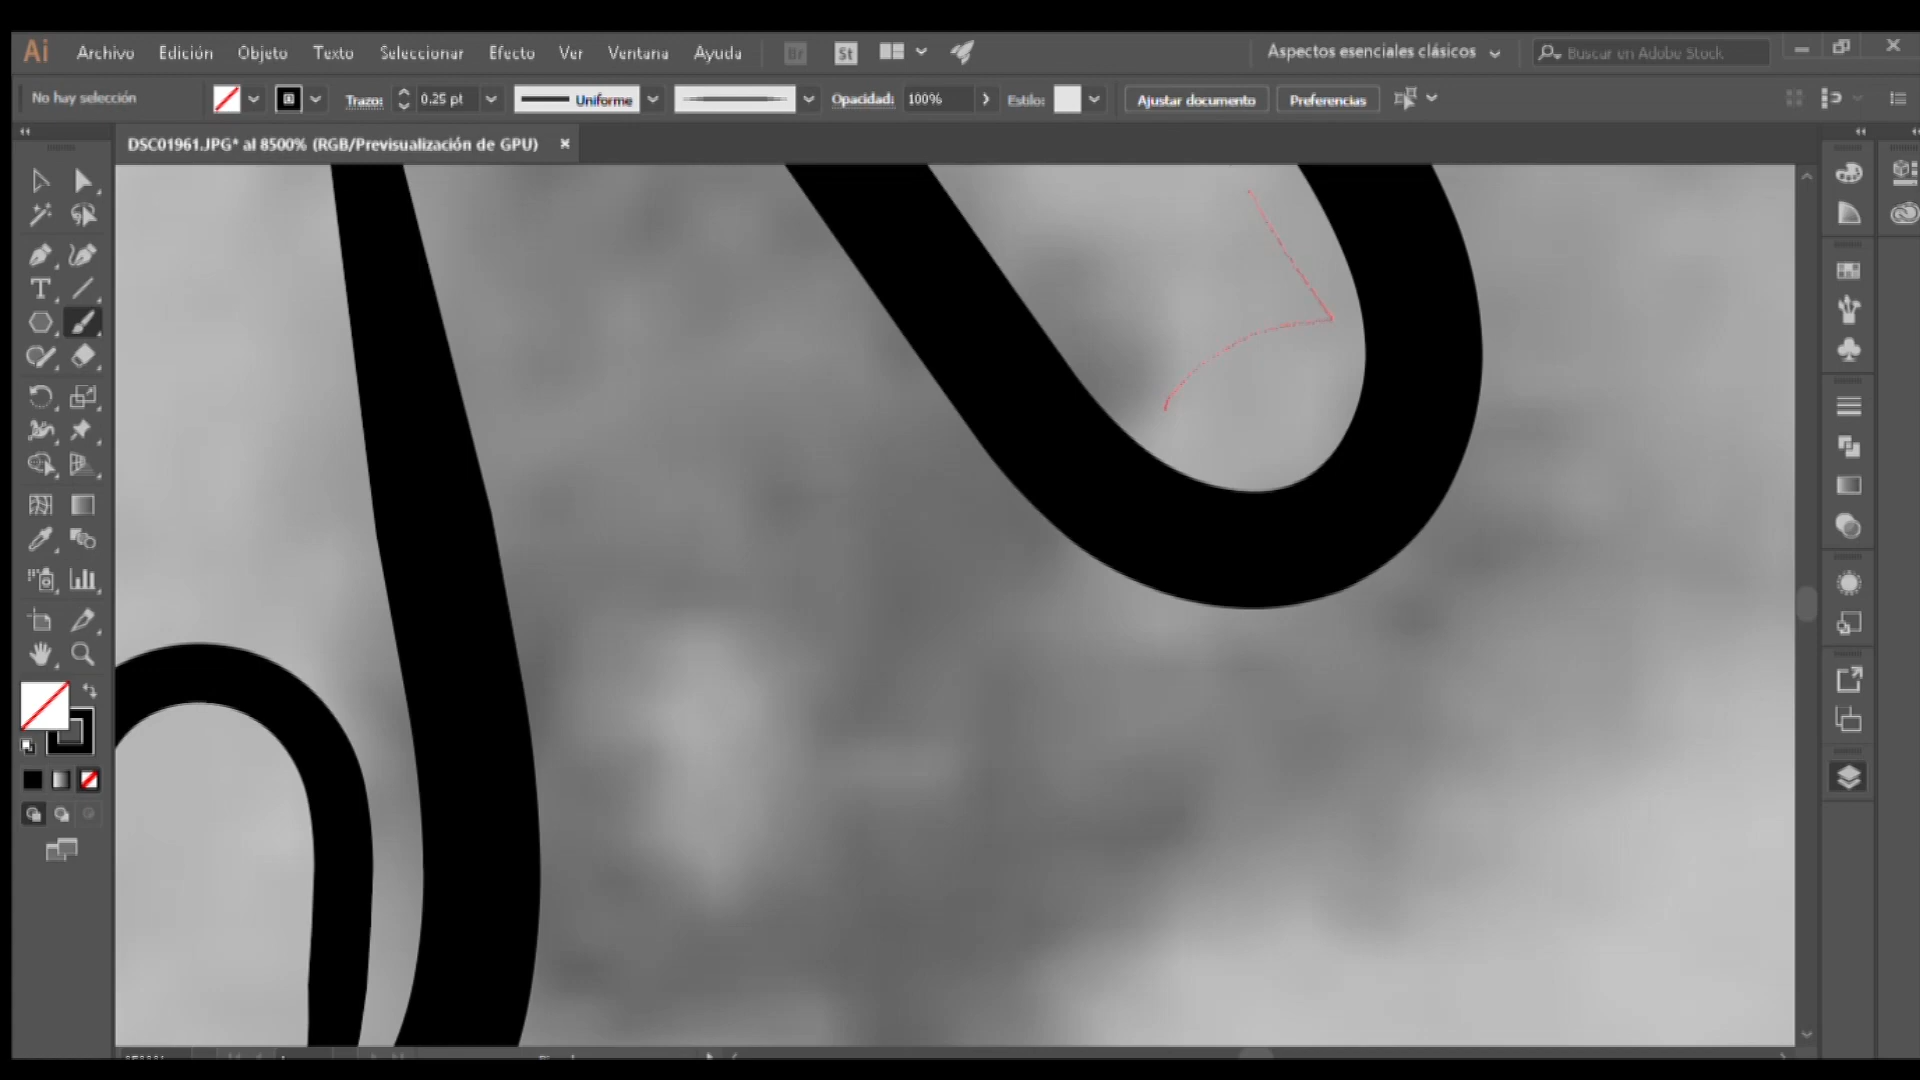 Ai Archivo Edición Objeto Texto Seleccionar Efecto Ver Ventana Ayuda Br St Aspectos esenciales clásicos Buscar en Adobe Stock
No hay selección Trazo: 0.25 pt Uniforme Opacidad: 100% Estilo: Ajustar documento Preferencias
DSC01961.JPG* al 8500% (RGB/Previsualización de GPU) ×